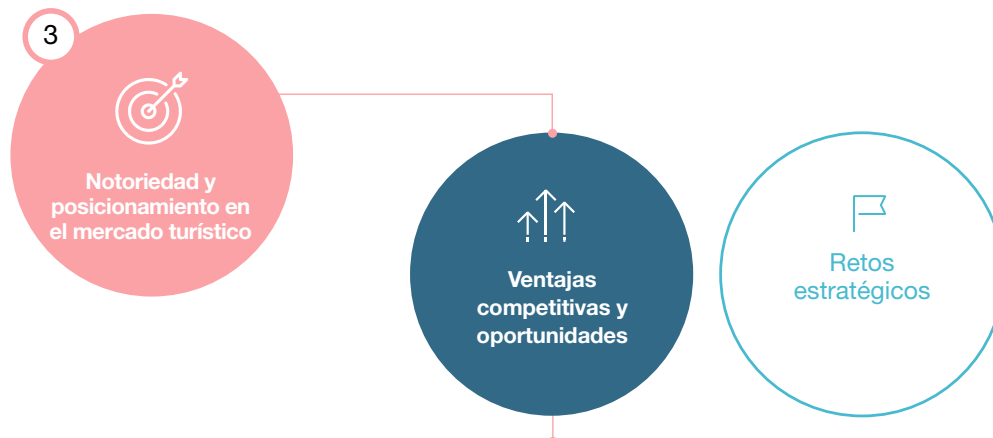 3
Notoriedad y
posicionamiento en
el mercado turístico
Ventajas
competitivas y
oportunidades
Retos
estratégicos